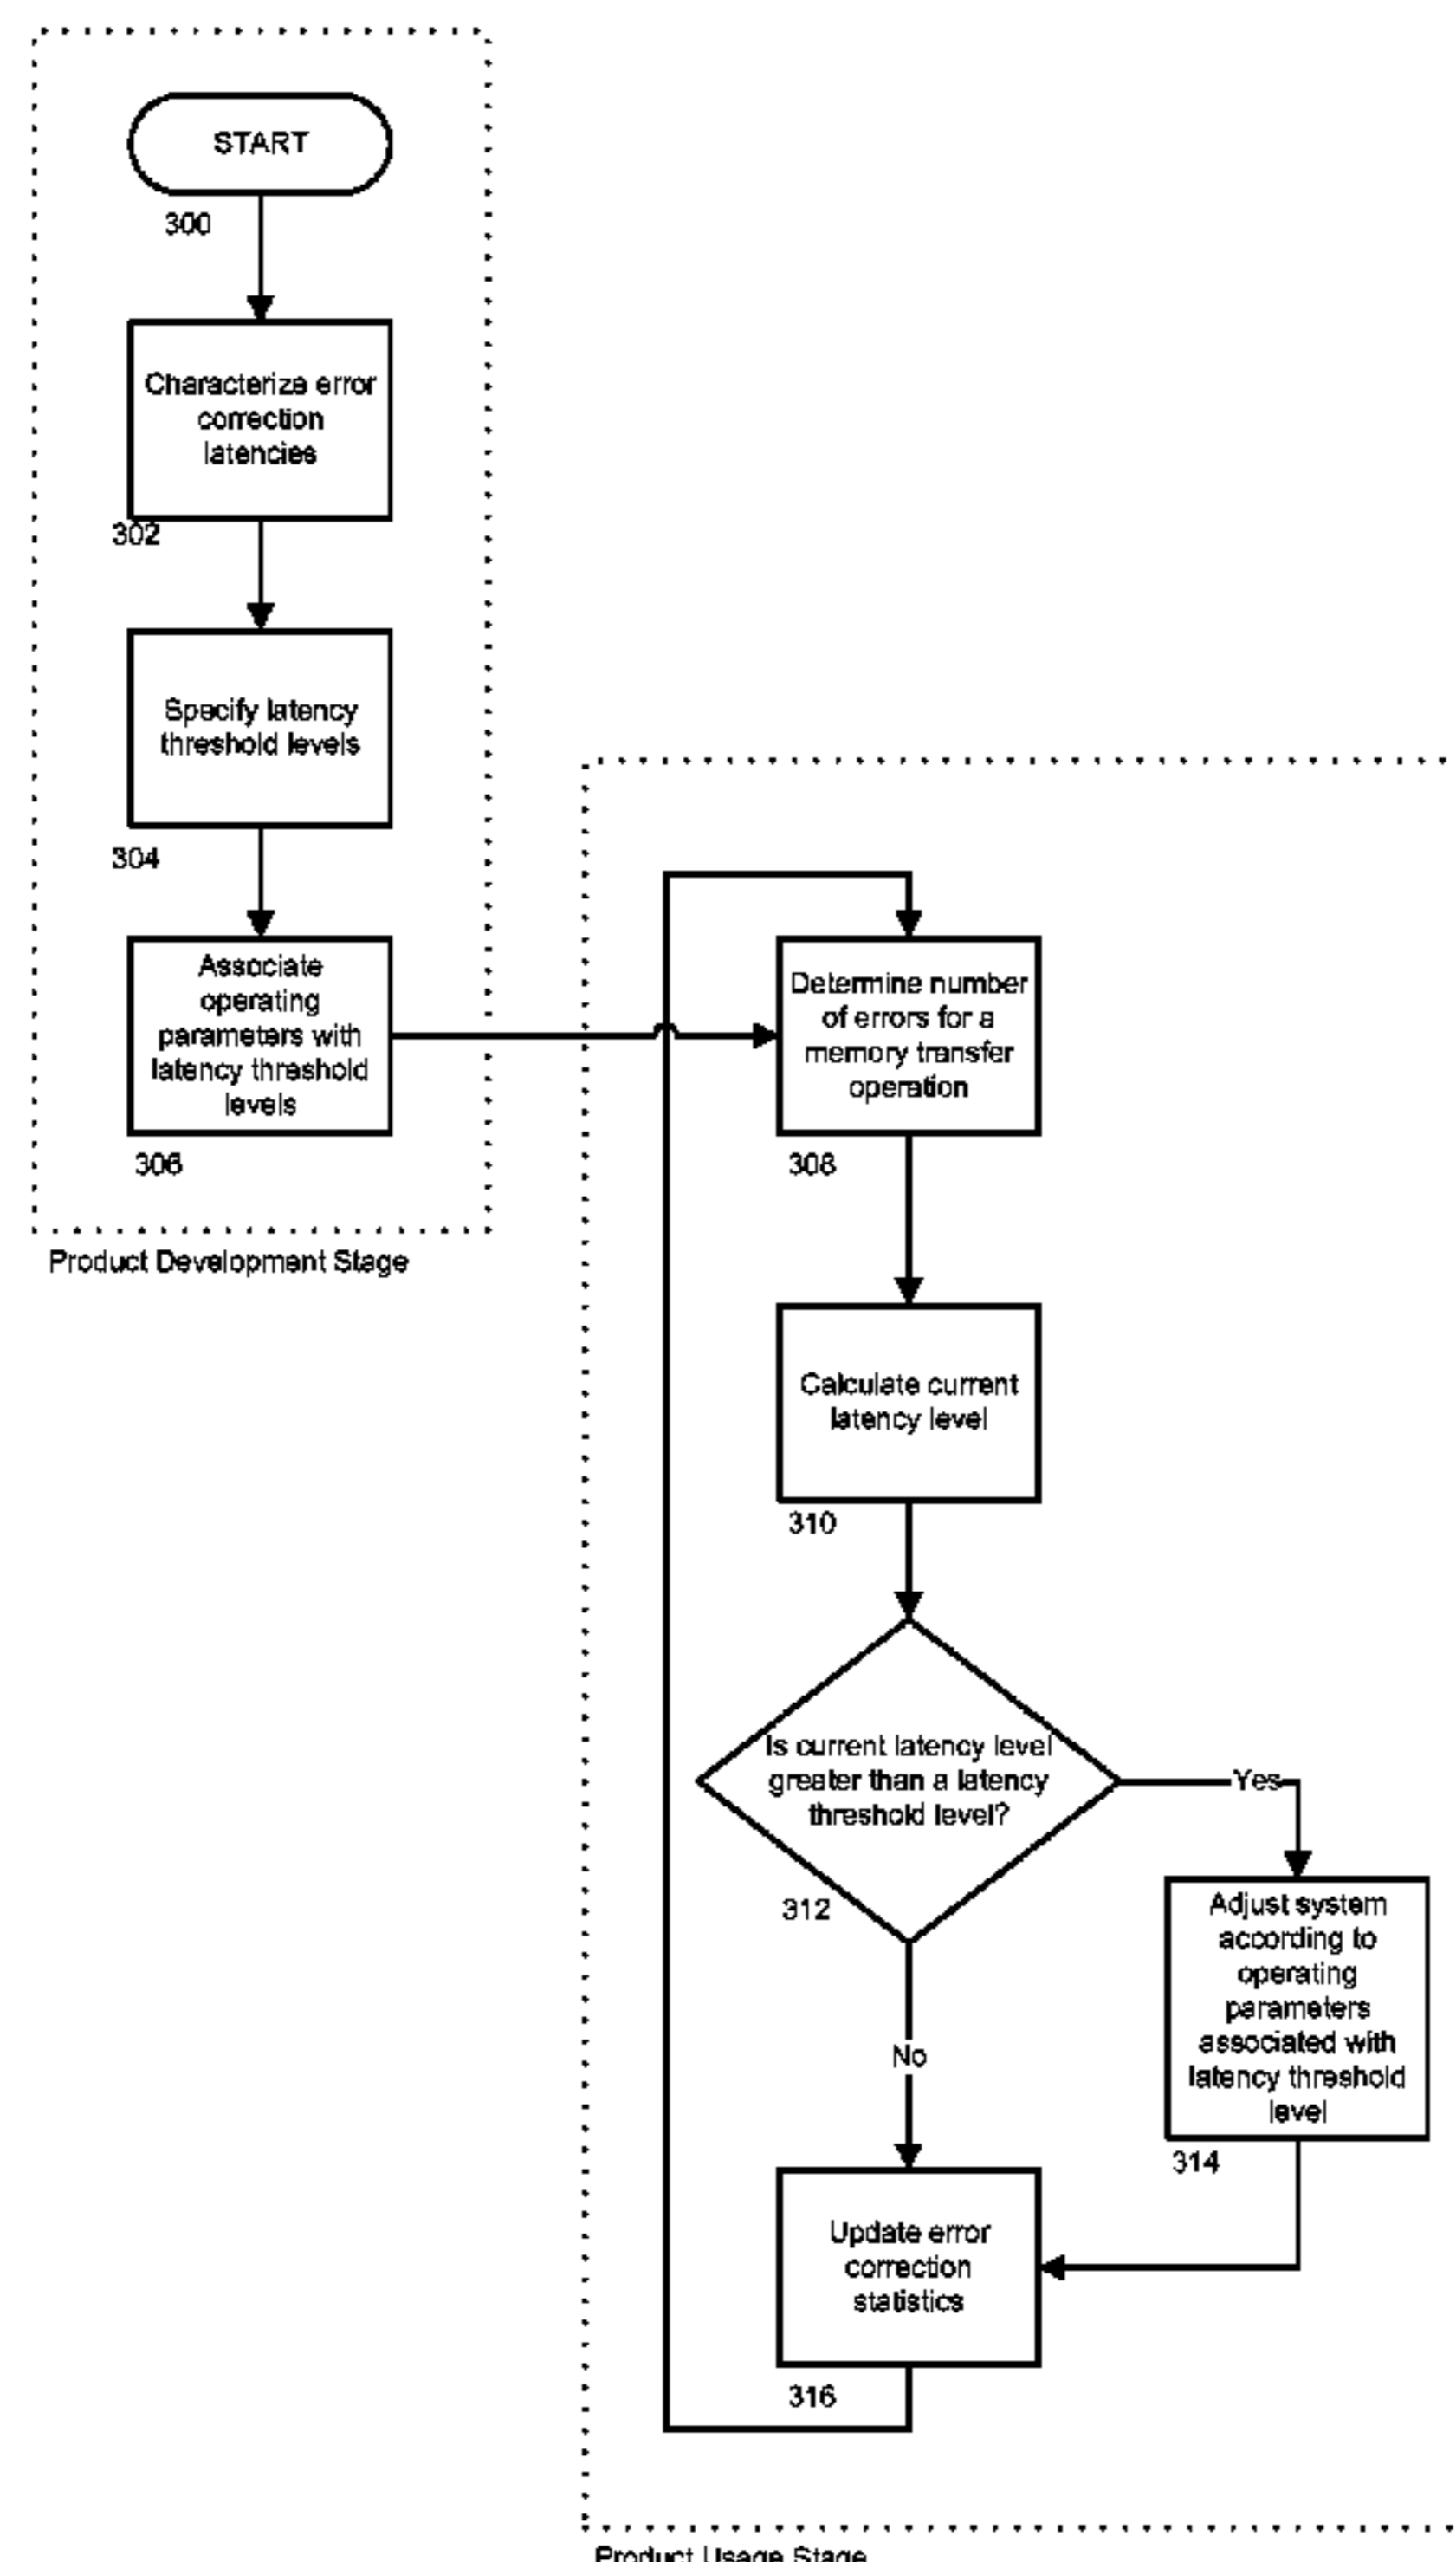 START
300
Characterize error
correction
latencies
302
Specify latency
threshold levels
304
Associate
operating
parameters with
latency threshold
levels
306
Product Development Stage
Determine number
of errors for a
memory transfer
operation
308
Calculate current
latency level
310
Is current latency level
greater than a latency
threshold level?
312
Yes
Adjust system
according to
operating
parameters
associated with
latency threshold
level
314
No
Update error
correction
statistics
316
Product Usage Stage